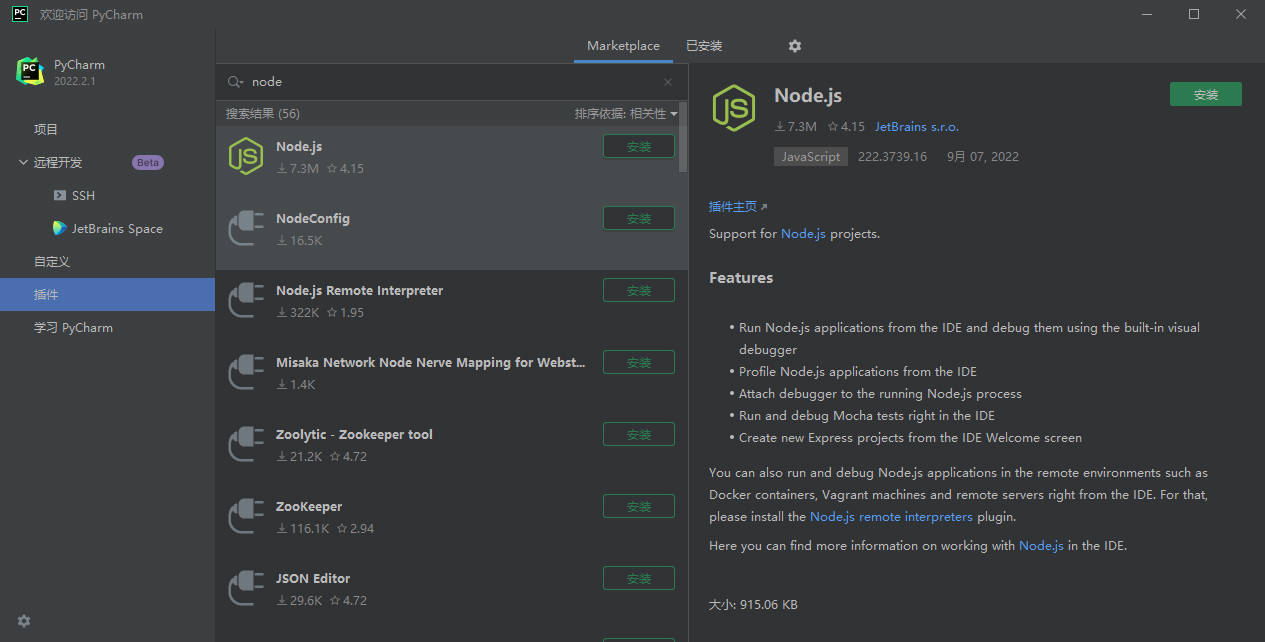 PC 欢迎访问 PyCharm
PC PyCharm
2022.2.1
项目
远程开发 Beta
SSH
JetBrains Space
自定义
插件
学习 PyCharm
Marketplace 已安装
node
搜索结果 (56) 排序依据: 相关性
JS Node.js 安装
7.3M 4.15
NodeConfig 安装
16.5K
Node.js Remote Interpreter 安装
322K 1.95
Misaka Network Node Nerve Mapping for Webst... 安装
1.4K
Zoolytic - Zookeeper tool 安装
21.2K 4.72
ZooKeeper 安装
116.1K 2.94
JSON Editor 安装
29.6K 4.72
JS Node.js 安装
7.3M 4.15 JetBrains s.r.o.
JavaScript 222.3739.16 9月 07, 2022
插件主页
Support for Node.js projects.
Features
• Run Node.js applications from the IDE and debug them using the built-in visual
debugger
• Profile Node.js applications from the IDE
• Attach debugger to the running Node.js process
• Run and debug Mocha tests right in the IDE
• Create new Express projects from the IDE Welcome screen
You can also run and debug Node.js applications in the remote environments such as
Docker containers, Vagrant machines and remote servers right from the IDE. For that,
please install the Node.js remote interpreters plugin.
Here you can find more information on working with Node.js in the IDE.
大小: 915.06 KB